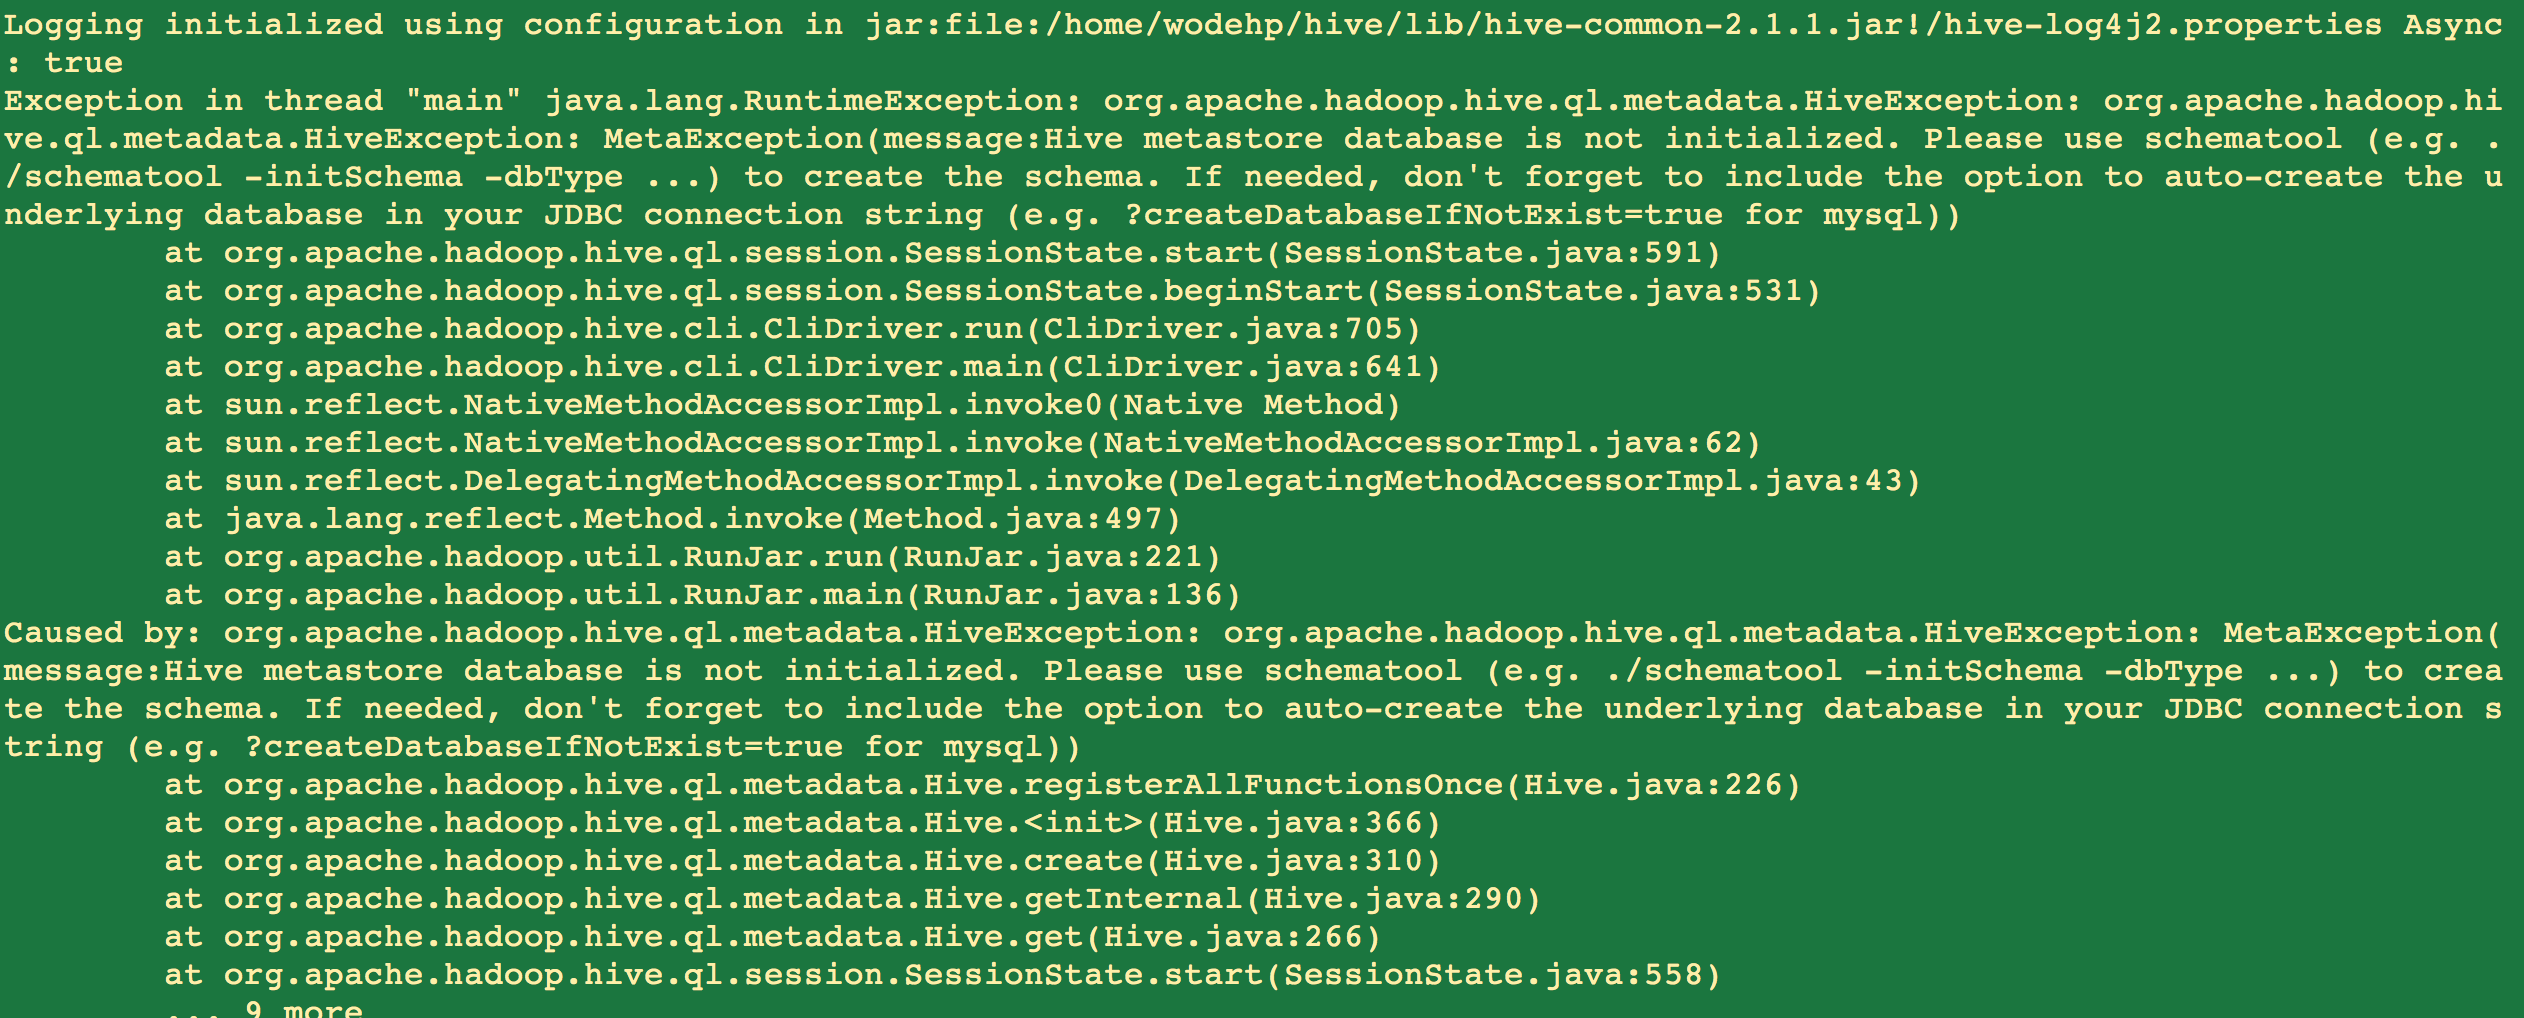 Logging initialized using configuration in jar:file:/home/wodehp/hive/lib/hive-common-2.1.1.jar!/hive-log4j2.properties Async
: true
Exception in thread "main" java.lang.RuntimeException: org.apache.hadoop.hive.ql.metadata.HiveException: org.apache.hadoop.hi
ve.ql.metadata.HiveException: MetaException(message:Hive metastore database is not initialized. Please use schematool (e.g. .
/schematool -initSchema -dbType ...) to create the schema. If needed, don't forget to include the option to auto-create the u
nderlying database in your JDBC connection string (e.g. ?createDatabaseIfNotExist=true for mysql))
        at org.apache.hadoop.hive.ql.session.SessionState.start(SessionState.java:591)
        at org.apache.hadoop.hive.ql.session.SessionState.beginStart(SessionState.java:531)
        at org.apache.hadoop.hive.cli.CliDriver.run(CliDriver.java:705)
        at org.apache.hadoop.hive.cli.CliDriver.main(CliDriver.java:641)
        at sun.reflect.NativeMethodAccessorImpl.invoke0(Native Method)
        at sun.reflect.NativeMethodAccessorImpl.invoke(NativeMethodAccessorImpl.java:62)
        at sun.reflect.DelegatingMethodAccessorImpl.invoke(DelegatingMethodAccessorImpl.java:43)
        at java.lang.reflect.Method.invoke(Method.java:497)
        at org.apache.hadoop.util.RunJar.run(RunJar.java:221)
        at org.apache.hadoop.util.RunJar.main(RunJar.java:136)
Caused by: org.apache.hadoop.hive.ql.metadata.HiveException: org.apache.hadoop.hive.ql.metadata.HiveException: MetaException(
message:Hive metastore database is not initialized. Please use schematool (e.g. ./schematool -initSchema -dbType ...) to crea
te the schema. If needed, don't forget to include the option to auto-create the underlying database in your JDBC connection s
tring (e.g. ?createDatabaseIfNotExist=true for mysql))
        at org.apache.hadoop.hive.ql.metadata.Hive.registerAllFunctionsOnce(Hive.java:226)
        at org.apache.hadoop.hive.ql.metadata.Hive.<init>(Hive.java:366)
        at org.apache.hadoop.hive.ql.metadata.Hive.create(Hive.java:310)
        at org.apache.hadoop.hive.ql.metadata.Hive.getInternal(Hive.java:290)
        at org.apache.hadoop.hive.ql.metadata.Hive.get(Hive.java:266)
        at org.apache.hadoop.hive.ql.session.SessionState.start(SessionState.java:558)
        ... 9 more